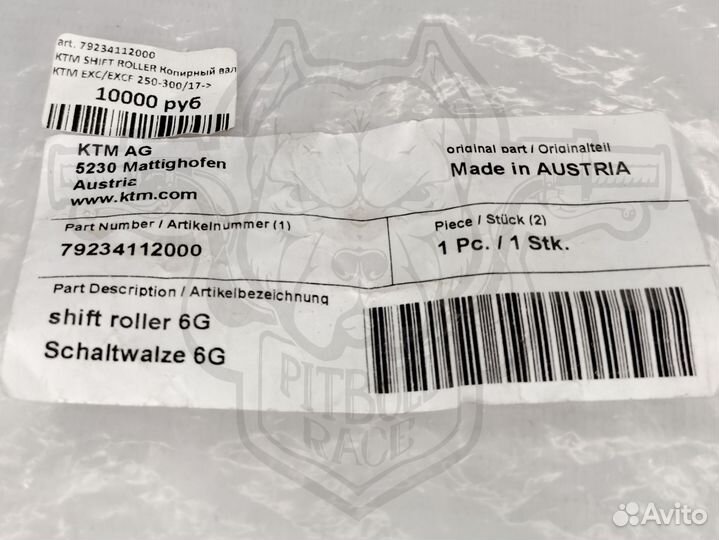 art. 79234112000
KTM SHIFT ROLLER Копирный вал
KTM EXC/EXCF 250-300/17->
10000 руб
KTM AG
5230 Mattighofen
Austria
www.ktm.com
original part / Originalteil
Made in AUSTRIA
Part Number / Artikelnummer (1)
79234112000
Piece / Stück (2)
1 Pc. / 1 Stk.
Part Description / Artikelbezeichnung
shift roller 6G
Schaltwalze 6G
PITBULL
RACE
Avito